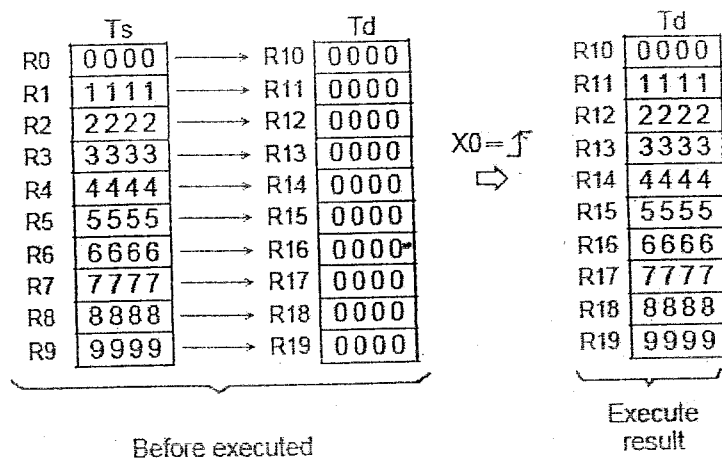 Ts Td Td
R0 0000 R10 0000 R10 0000
R1 1111 R11 0000 R11 1111
R2 2222 R12 0000 R12 2222
R3 3333 R13 0000 X0= R13 3333
R4 4444 R14 0000 R14 4444
R5 5555 R15 0000 R15 5555
R6 6666 R16 0000 R16 6666
R7 7777 R17 0000 R17 7777
R8 8888 R18 0000 R18 8888
R9 9999 R19 0000 R19 9999
Before executed
Execute
result